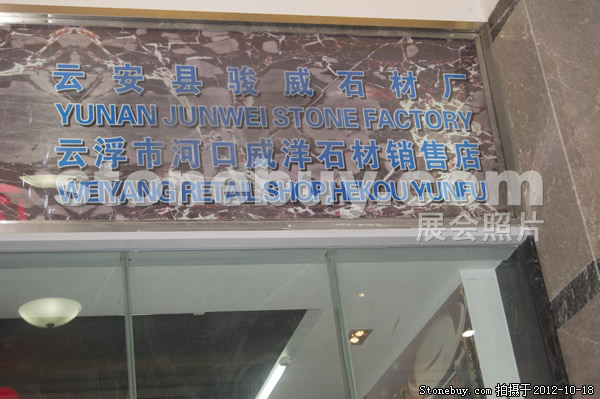 云安县骏威石材厂
YUNAN JUNWEI STONE FACTORY
云浮市河口威洋石材销售店
WEIYANG RETAIL SHOP,HEKOU YUNFU
stonebuy.com
展会照片
Stonebuy.com 拍摄于 2012-10-18